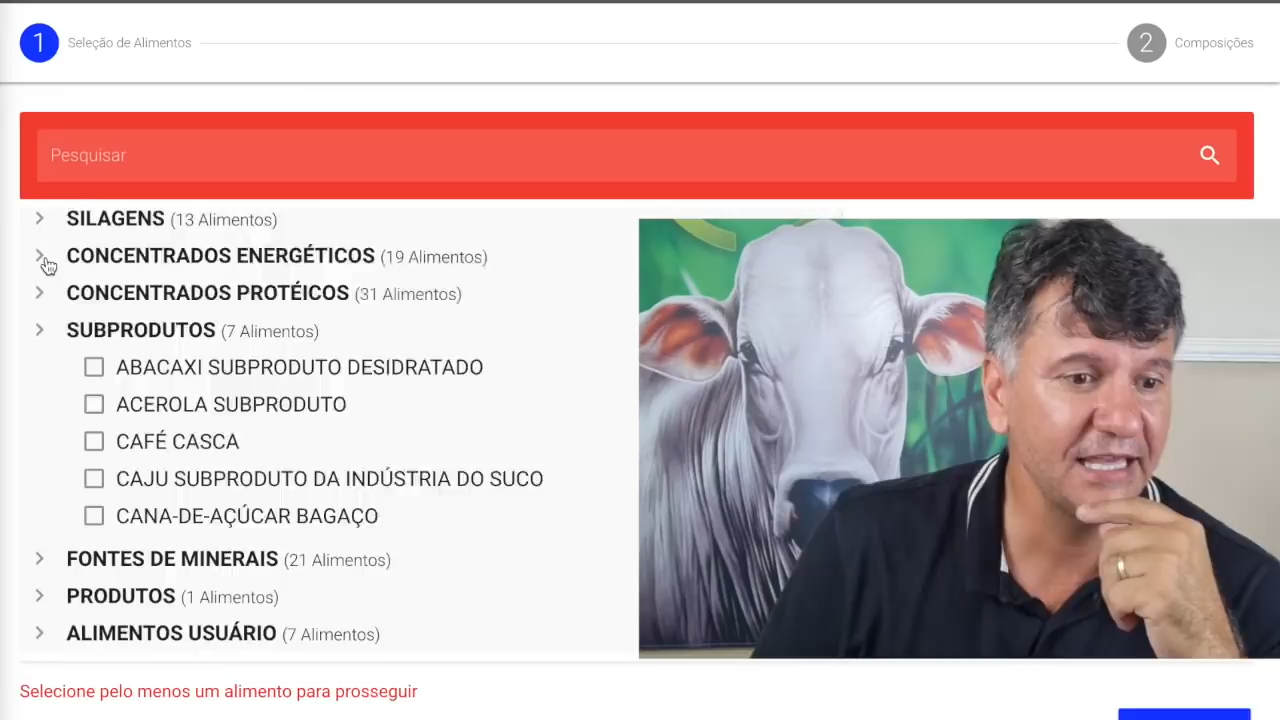 1 Seleção de Alimentos
2 Composições
Pesquisar
SILAGENS (13 Alimentos)
CONCENTRADOS ENERGÉTICOS (19 Alimentos)
CONCENTRADOS PROTÉICOS (31 Alimentos)
SUBPRODUTOS (7 Alimentos)
ABACAXI SUBPRODUTO DESIDRATADO
ACEROLA SUBPRODUTO
CAFÉ CASCA
CAJU SUBPRODUTO DA INDÚSTRIA DO SUCO
CANA-DE-AÇÚCAR BAGAÇO
FONTES DE MINERAIS (21 Alimentos)
PRODUTOS (1 Alimentos)
ALIMENTOS USUÁRIO (7 Alimentos)
Selecione pelo menos um alimento para prosseguir